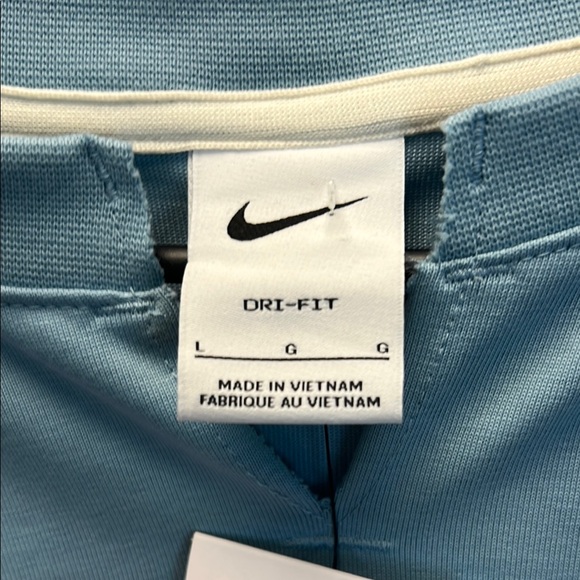 DRI-FIT
L G G
MADE IN VIETNAM
FABRIQUE AU VIETNAM